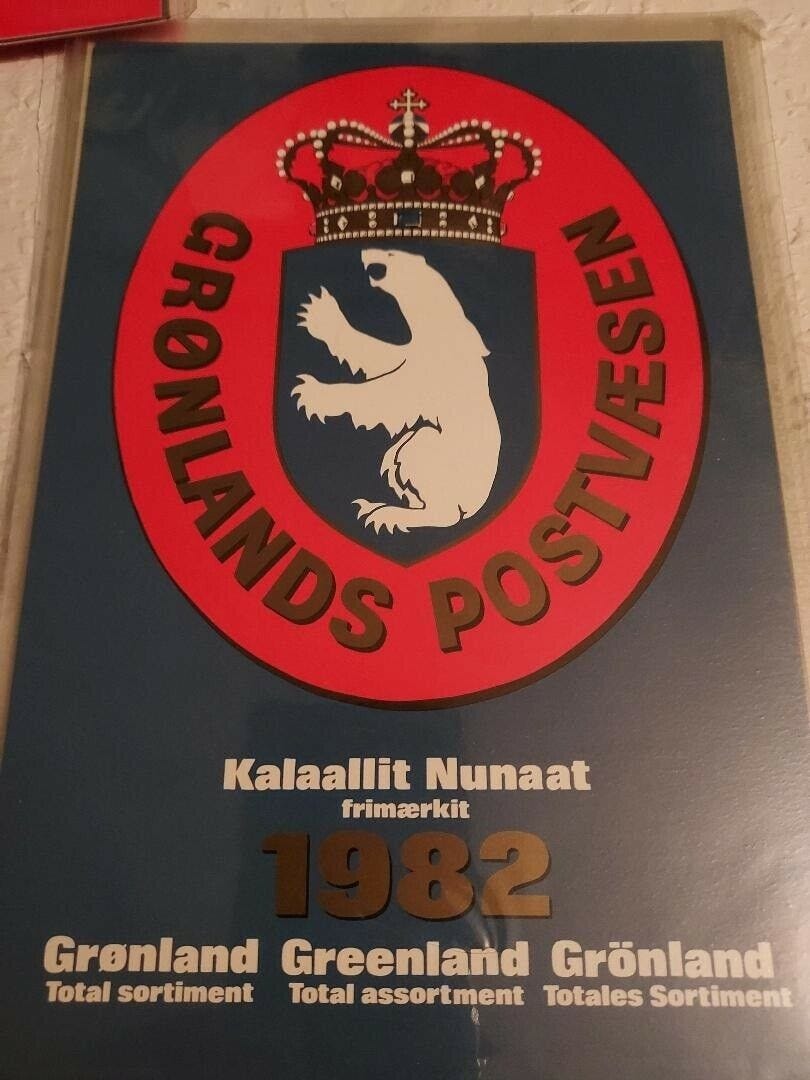 GRØNLANDS POSTVÆSEN
Kalaallit Nunaat
frimærkit
1982
Grønland Greenland Grönland
Total sortiment Total assortment Totales Sortiment